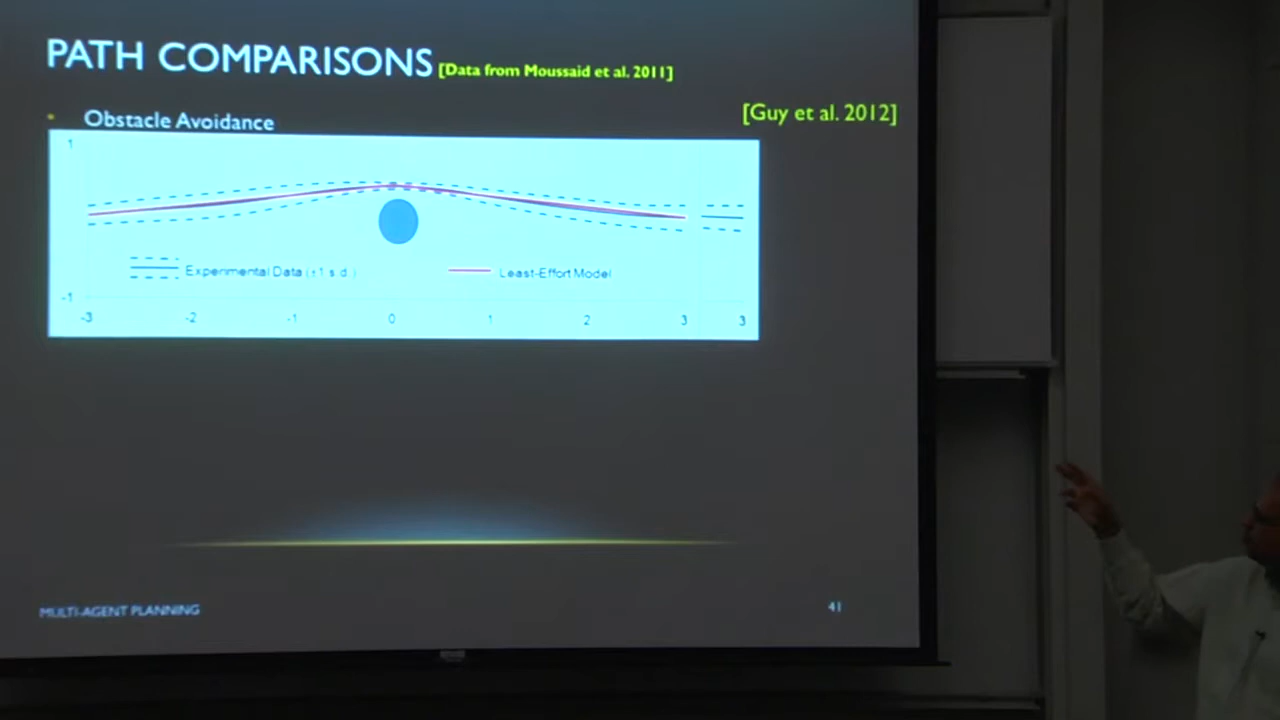 PATH COMPARISONS [Data from Moussaid et al. 2011]
[Guy et al. 2012]
• Obstacle Avoidance
1
Experimental Data (±1 s.d.)
Least-Effort Model
-1
-3 -2 -1 0 1 2 3 3
MULTI-AGENT PLANNING
41